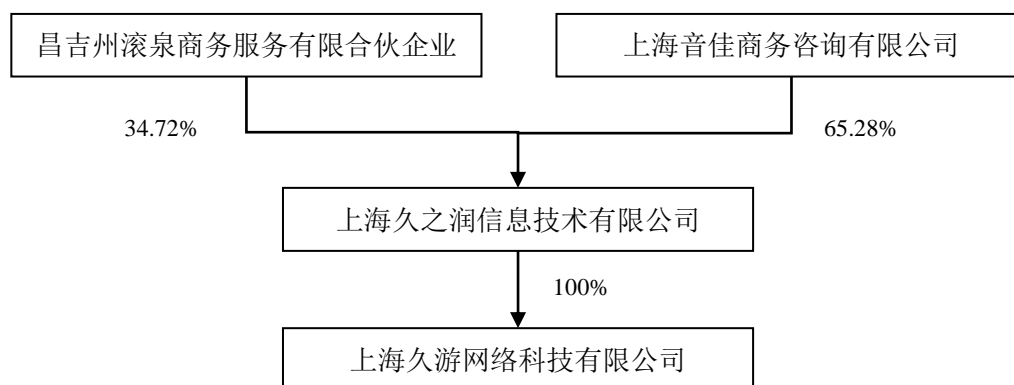 昌吉州滚泉商务服务有限合伙企业
上海音佳商务咨询有限公司
34.72%
65.28%
上海久之润信息技术有限公司
100%
上海久游网络科技有限公司